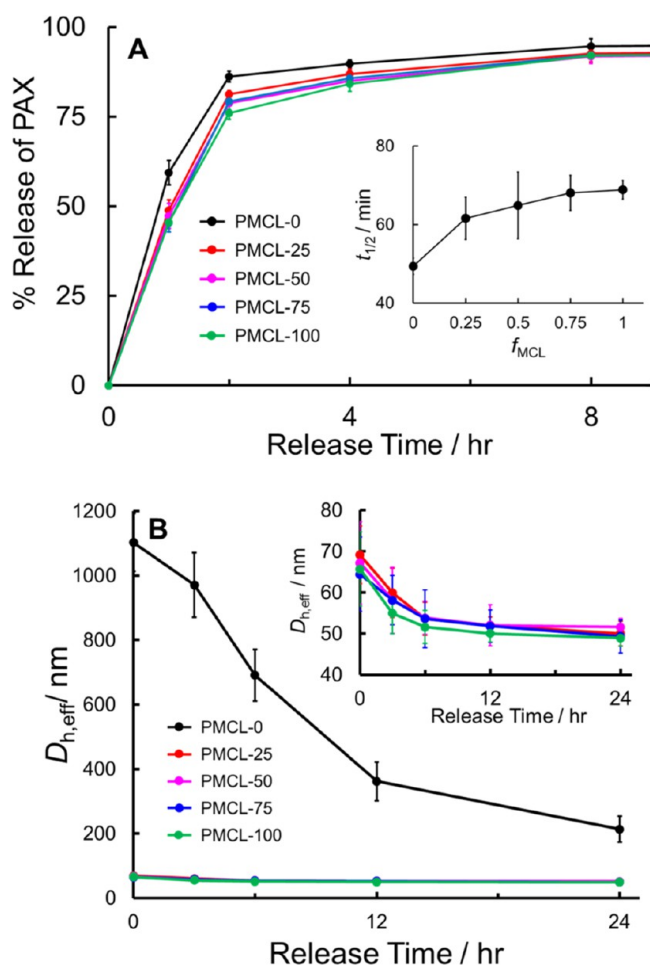 100
A
75
50
25
0
% Release of PAX
PMCL-0
PMCL-25
PMCL-50
PMCL-75
PMCL-100
80
60
40
t1/2 / min
0 0.25 0.5 0.75 1
fMCL
0 4 8
Release Time / hr
1200
B
1000
800
600
400
200
0
Dh,eff/ nm
PMCL-0
PMCL-25
PMCL-50
PMCL-75
PMCL-100
80
70
60
50
40
Dh,eff / nm
0 12 24
Release Time / hr
0 12 24
Release Time / hr